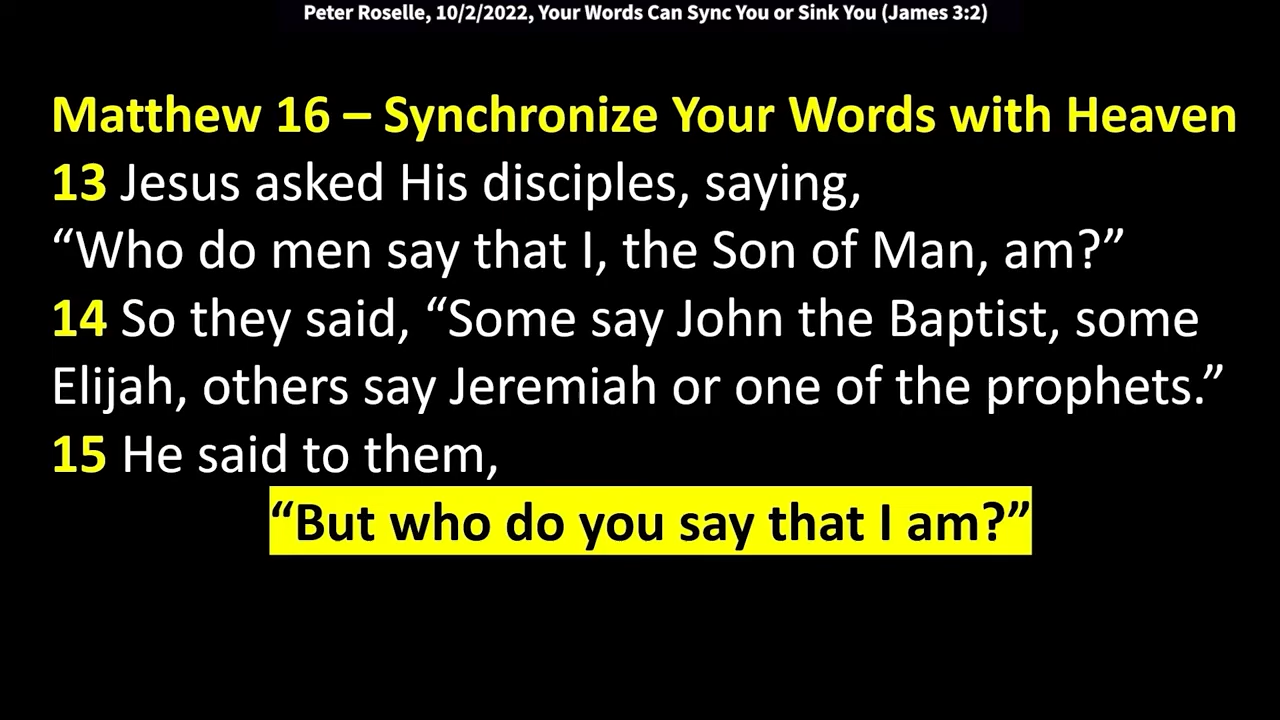 Peter Roselle, 10/2/2022, Your Words Can Sync You or Sink You (James 3:2)
Matthew 16 – Synchronize Your Words with Heaven
13 Jesus asked His disciples, saying,
“Who do men say that I, the Son of Man, am?”
14 So they said, “Some say John the Baptist, some
Elijah, others say Jeremiah or one of the prophets.”
15 He said to them,
“But who do you say that I am?”